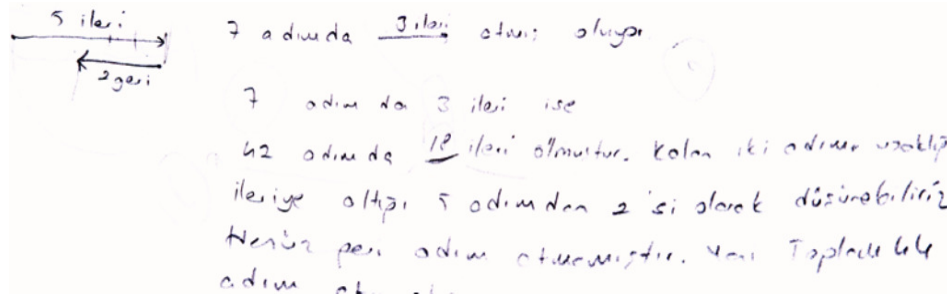 5 ileri
2 geri
7 adımda 3 ileri atmış oluyor
7 adım da 3 ileri ise
42 adımda 18 ileri olmuştur. Kalan iki adımın uzaklığı
ileriye attığı 5 adımdan 2'si olarak düşünebiliriz
Henüz geri adım atmamıştır. Yani Toplam 44
adım